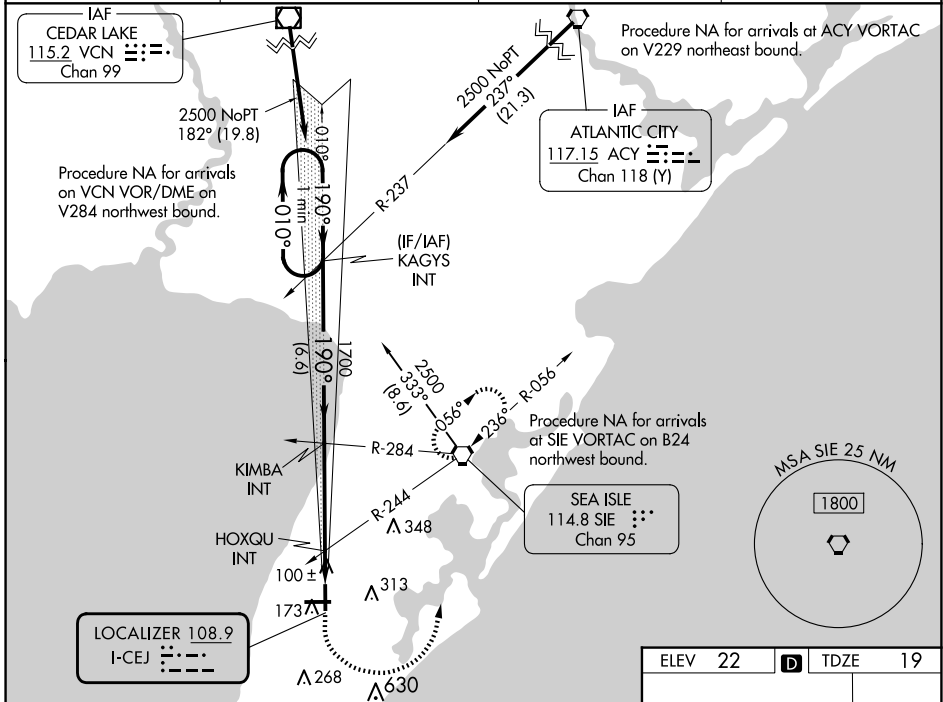 IAF
CEDAR LAKE
115.2 VCN
Chan 99
2500 NoPT
182° (19.8)
Procedure NA for arrivals
on VCN VOR/DME on
V284 northwest bound.
010°
190°
1 min
010°
2500 NoPT
237°
(21.3)
R-237
Procedure NA for arrivals at ACY VORTAC
on V229 northeast bound.
IAF
ATLANTIC CITY
117.15 ACY
Chan 118 (Y)
(IF/IAF)
KAGYS
INT
1700
190°
(6.6)
2500
333°
(8.6)
056°
236°
R-056
Procedure NA for arrivals
at SIE VORTAC on B24
northwest bound.
R-284
KIMBA
INT
R-244
SEA ISLE
114.8 SIE
Chan 95
HOXQU
INT
348
100 ±
313
173
LOCALIZER 108.9
I-CEJ
268
630
MSA SIE 25 NM
1800
ELEV 22
D
TDZE 19